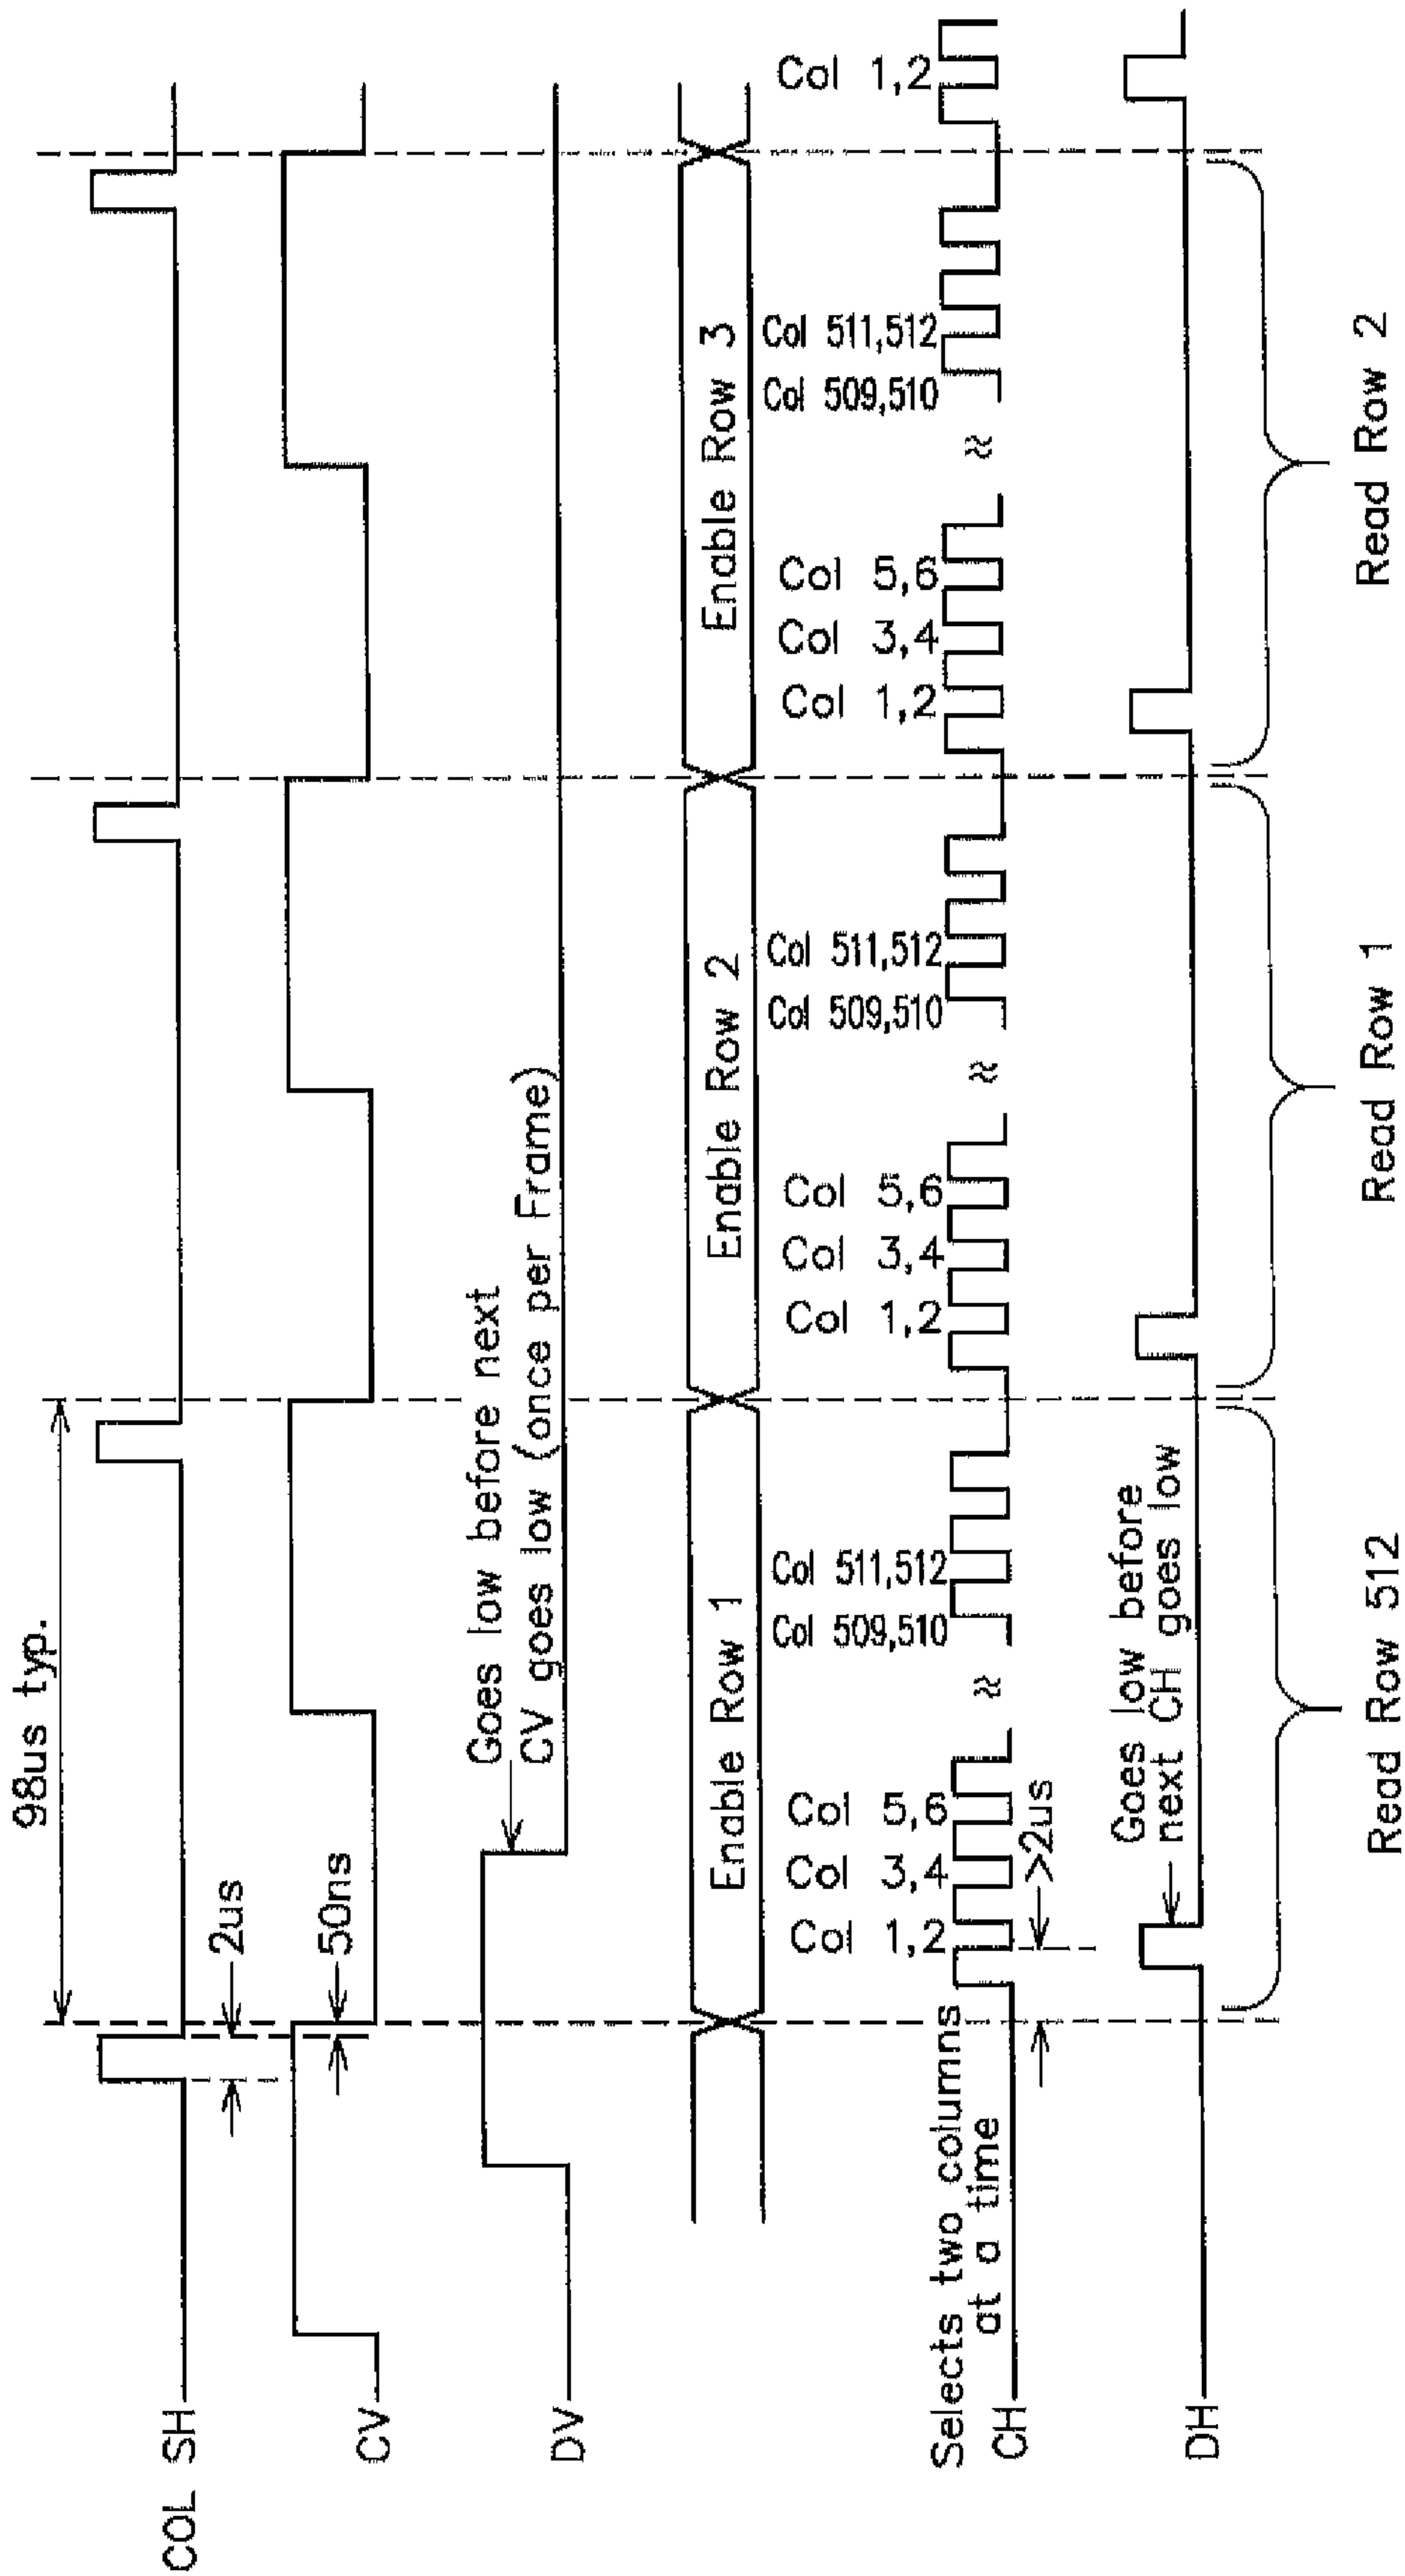 98us typ.
COL SH
2us
CV
50ns
DV
Goes low before next
CV goes low (once per Frame)
Enable Row 1
Enable Row 2
Enable Row 3
Selects two columns
at a time
CH
Col 1,2
Col 3,4
Col 5,6
Col 509,510
Col 511,512
Col 1,2
Col 3,4
Col 5,6
Col 509,510
Col 511,512
Col 1,2
Col 3,4
Col 5,6
Col 509,510
Col 511,512
Col 1,2
>2us
DH
Goes low before
next CH goes low
Read Row 512
Read Row 1
Read Row 2